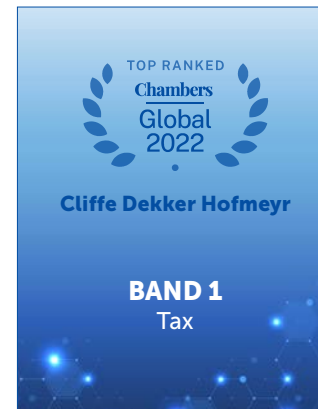 TOP RANKED
Chambers
Global
2022
Cliffe Dekker Hofmeyr
BAND 1
Tax